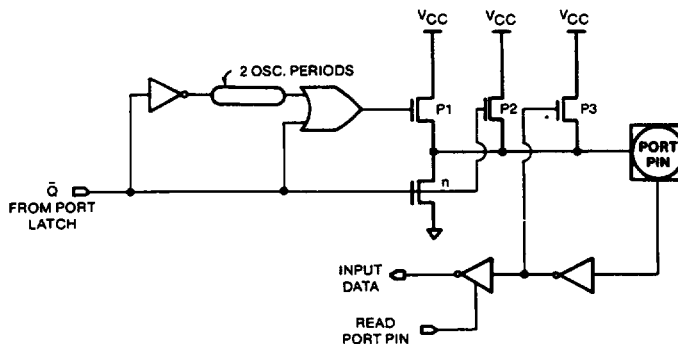 VCC VCC VCC
2 OSC. PERIODS
P1 P2 P3
PORT
PIN
Q̄
FROM PORT
LATCH
n
INPUT
DATA
READ
PORT PIN